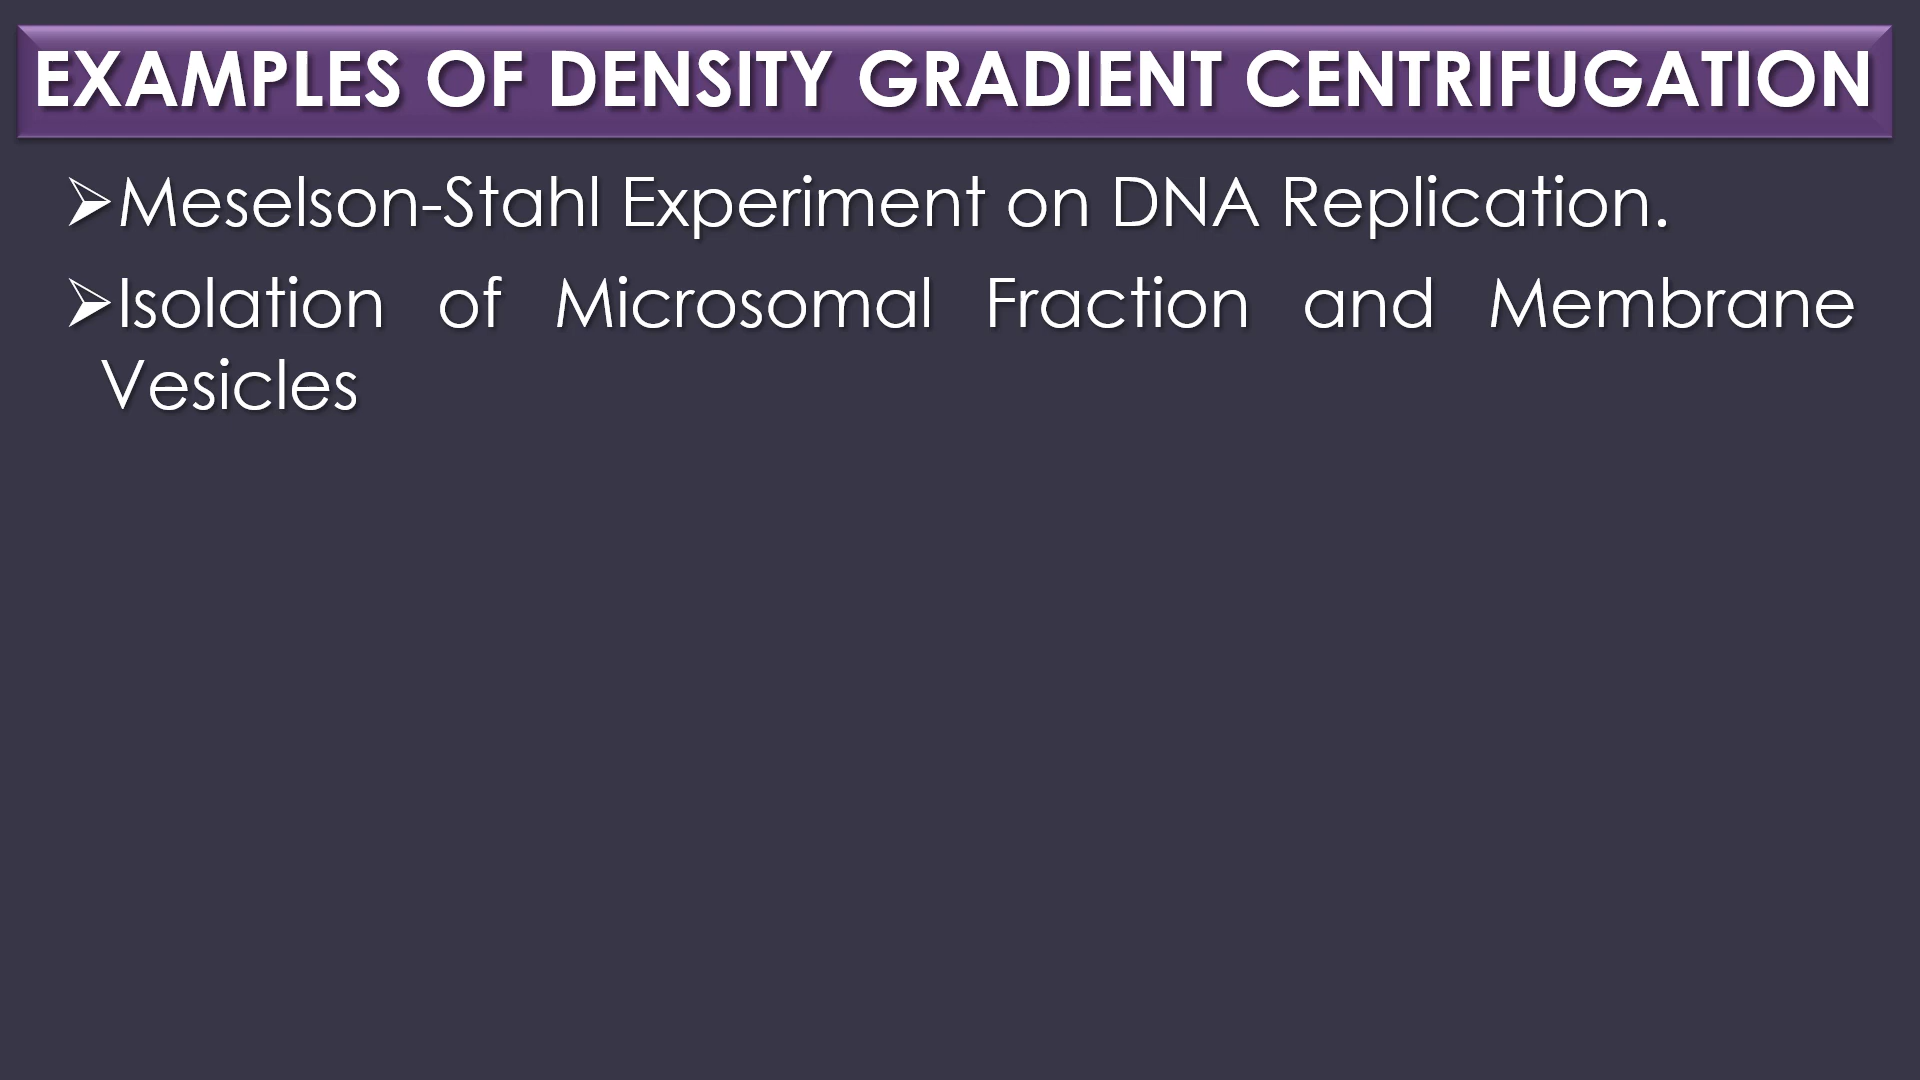 EXAMPLES OF DENSITY GRADIENT CENTRIFUGATION
➢Meselson-Stahl Experiment on DNA Replication.
➢Isolation of Microsomal Fraction and Membrane
Vesicles